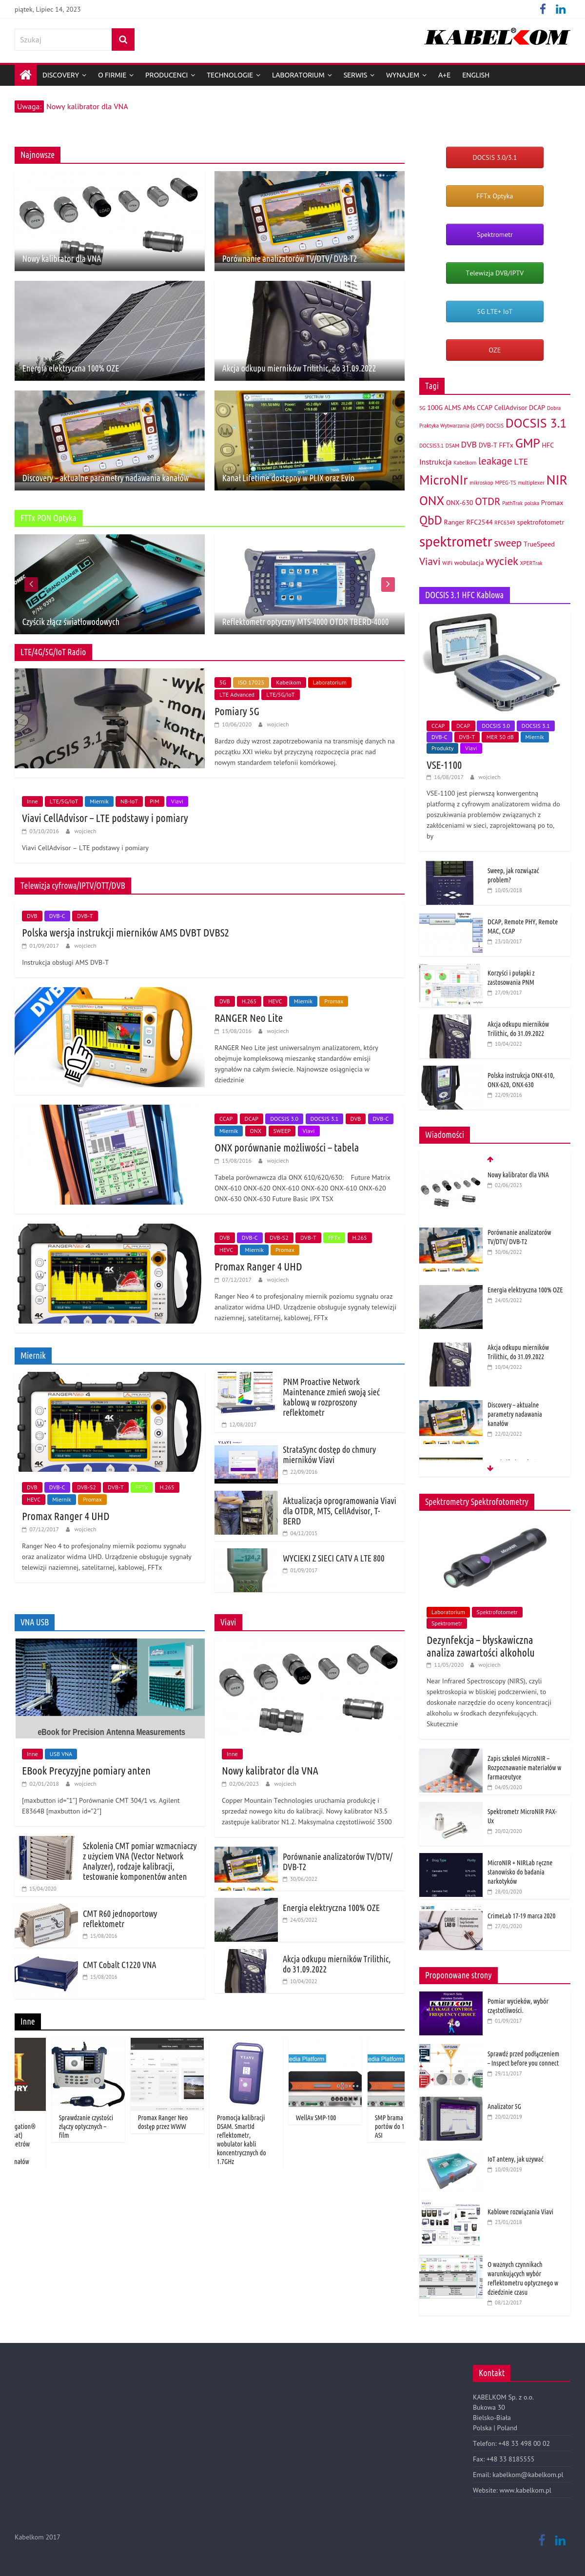 piątek, Lipiec 14, 2023
Szukaj
KABELKOM
DISCOVERY
O FIRMIE
PRODUCENCI
TECHNOLOGIE
LABORATORIUM
SERWIS
WYNAJEM
A+E
ENGLISH
Uwaga: Nowy kalibrator dla VNA
Najnowsze
Nowy kalibrator dla VNA
Porównanie analizatorów TV/DTV/ DVB-T2
Energia elektryczna 100% OZE
Akcja odkupu mierników Trilithic, do 31.09.2022
Discovery – aktualne parametry nadawania kanałów
Kanał Lifetime dostępny w PLIX oraz Evio
FTTx PON Optyka
Czyścik złącz światłowodowych
Reflektometr optyczny MTS-4000 OTDR TBERD-4000
LTE/4G/5G/IoT Radio
5G ISO 17025 Kabelkom Laboratorium
LTE Advanced LTE/5G/IoT
Pomiary 5G
10/06/2020 wojciech
Bardzo duży wzrost zapotrzebowania na transmisję danych na początku XXI wieku był przyczyną rozpoczęcia prac nad nowym standardem telefonii komórkowej.
Inne LTE/5G/IoT Miernik NB-IoT PIM Viavi
Viavi CellAdvisor – LTE podstawy i pomiary
03/10/2016 wojciech
Viavi CellAdvisor – LTE podstawy i pomiary
Telewizja cyfrowa/IPTV/OTT/DVB
DVB DVB-C DVB-T
Polska wersja instrukcji mierników AMS DVBT DVBS2
01/09/2017 wojciech
Instrukcja obsługi AMS DVB-T
DVB H.265 HEVC Miernik Promax
RANGER Neo Lite
15/08/2016 wojciech
RANGER Neo Lete jest uniwersalnym analizatorem, który obejmuje kompleksową mieszankę standardów emisji sygnałów na całym świecie. Najnowsze osiągnięcia w dziedzinie
CCAP DCAP DOCSIS 3.0 DOCSIS 3.1 DVB DVB-C
Miernik ONX SWEEP Viavi
ONX porównanie możliwości – tabela
15/08/2016 wojciech
Tabela porównawcza dla ONX 610/620/630: Future Matrix ONX-610 ONX-620 ONX-610 ONX-620 ONX-610 ONX-620 ONX-630 ONX-630 Future Basic IPX TSX
DVB DVB-C DVB-S2 DVB-T FTTx H.265
HEVC Miernik Promax
Promax Ranger 4 UHD
07/12/2017 wojciech
Ranger Neo 4 to profesjonalny miernik poziomu sygnału oraz analizator widma UHD. Urządzenie obsługuje sygnały telewizji naziemnej, satelitarnej, kablowej, FFTx
Miernik
DVB DVB-C DVB-S2 DVB-T FTTx H.265
HEVC Miernik Promax
Promax Ranger 4 UHD
07/12/2017 wojciech
Ranger Neo 4 to profesjonalny miernik poziomu sygnału oraz analizator widma UHD. Urządzenie obsługuje sygnały telewizji naziemnej, satelitarnej, kablowej, FFTx
PNM Proactive Network Maintenance zmień swoją sieć kablową w rozproszony reflektometr
12/08/2017
StrataSync dostęp do chmury mierników Viavi
22/09/2016
Aktualizacja oprogramowania Viavi dla OTDR, MTS, CellAdvisor, T-BERD
04/12/2015
WYCIEKI Z SIECI CATV A LTE 800
01/09/2017
VNA USB
eBook for Precision Antenna Measurements
Inne USB VNA
EBook Precyzyjne pomiary anten
02/01/2018 wojciech
[maxbutton id="1"] Porównanie CMT 304/1 vs. Agilent E8364B [maxbutton id="2"]
Szkolenia CMT pomiar wzmacniaczy z użyciem VNA (Vector Network Analyzer), rodzaje kalibracji, testowanie komponentów anten
15/04/2020
CMT R60 jednoportowy reflektometr
15/08/2016
CMT Cobalt C1220 VNA
15/08/2016
Viavi
Inne
Nowy kalibrator dla VNA
02/06/2023 wojciech
Copper Mountain Technologies uruchamia produkcję i sprzedaż nowego kitu do kalibracji. Nowy kalibrator N3.5 zastępuje kalibrator N1.2. Maksymalna częstotliwość 3500
Porównanie analizatorów TV/DTV/ DVB-T2
30/06/2022
Energia elektryczna 100% OZE
24/05/2022
Akcja odkupu mierników Trilithic, do 31.09.2022
10/04/2022
Inne
Sprawdzanie czystości złączy optycznych – film
Promax Ranger Neo dostęp przez WWW
Promocja kalibracji DSAM. SmartId reflektometr, wobulator kabli koncentrycznych do 1.7GHz
WellAv SMP-100
SMP brama
portów do 1
ASI
DOCSIS 3.0/3.1
FFTx Optyka
Spektrometr
Telewizja DVB/IPTV
5G LTE+ IoT
OZE
Tagi
5G 100G ALMS AMs CCAP CellAdvisor DCAP Dobra Praktyka Wytwarzania (GMP) DOCSIS DOCSIS 3.1 DOCSIS3.1 DSAM DVB DVB-T FFTx GMP HFC Instrukcja Kabelkom leakage LTE MicroNIr mikroskop MPEG-TS multiplexer NIR ONX ONX-630 OTDR PathTrak polska Promax QbD Ranger RFC2544 RFC6349 spektrofotometr spektrometr sweep TrueSpeed Viavi WiFi wobulacja wyciek XPERTrak
DOCSIS 3.1 HFC Kablowa
CCAP DCAP DOCSIS 3.0 DOCSIS 3.1
DVB-C DVB-T MER 50 dB Miernik
Produkty Viavi
VSE-1100
16/08/2017 wojciech
VSE-1100 jest pierwszą konwergentną platformą z cyfrowym analizatorem widma do poszukiwania problemów związanych z zakłóceniami w sieci, zaprojektowaną po to, by
Sweep, jak rozwiązać problem?
10/05/2018
DCAP, Remote PHY, Remote MAC, CCAP
23/10/2017
Korzyści i pułapki z zastosowania PNM
27/09/2017
Akcja odkupu mierników Trilithic, do 31.09.2022
10/04/2022
Polska instrukcja ONX-610, ONX-620, ONX-630
22/09/2016
Wiadomości
Nowy kalibrator dla VNA
02/06/2023
Porównanie analizatorów TV/DTV/ DVB-T2
30/06/2022
Energia elektryczna 100% OZE
24/05/2022
Akcja odkupu mierników Trilithic, do 31.09.2022
10/04/2022
Discovery – aktualne parametry nadawania kanałów
22/02/2022
Spektrometry Spektrofotometry
Laboratorium Spektrofotometr
Spektrometr
Dezynfekcja – błyskawiczna analiza zawartości alkoholu
11/05/2020 wojciech
Near Infrared Spectroscopy (NIRS), czyli spektroskopia w bliskiej podczerwieni, to doskonałe narzędzie do oceny koncentracji alkoholu w środkach dezynfekujących. Skutecznie
Zapis szkoleń MicroNIR – Rozpoznawanie materiałów w farmaceutyce
04/05/2020
Spektrometr MicroNIR PAX-Ux
20/02/2020
MicroNIR + NIRLab ręczne stanowisko do badania narkotyków
28/01/2020
CrimeLab 17-19 marca 2020
27/01/2020
Proponowane strony
Pomiar wycieków, wybór częstotliwości.
01/09/2017
Sprawdź przed podłączeniem – Inspect before you connect
29/11/2017
Analizator 5G
20/02/2019
IoT anteny, jak używać
10/09/2019
Kablowe rozwiązania Viavi
23/01/2018
O ważnych czynnikach warunkujących wybór reflektometru optycznego w dziedzinie czasu
08/12/2017
Kontakt
KABELKOM Sp. z o.o.
Bukowa 30
Bielsko-Biała
Polska | Poland
Telefon: +48 33 498 00 02
Fax: +48 33 8185555
Email: kabelkom@kabelkom.pl
Website: www.kabelkom.pl
Kabelkom 2017